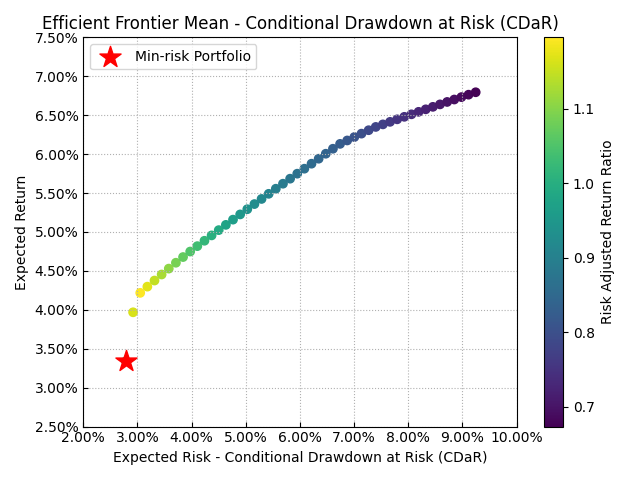 Efficient Frontier Mean - Conditional Drawdown at Risk (CDaR)
Min-risk Portfolio
7.50%
7.00%
6.50%
6.00%
5.50%
5.00%
4.50%
4.00%
3.50%
3.00%
2.50%
Expected Return
2.00% 3.00% 4.00% 5.00% 6.00% 7.00% 8.00% 9.00% 10.00%
Expected Risk - Conditional Drawdown at Risk (CDaR)
1.1
1.0
0.9
0.8
0.7
Risk Adjusted Return Ratio